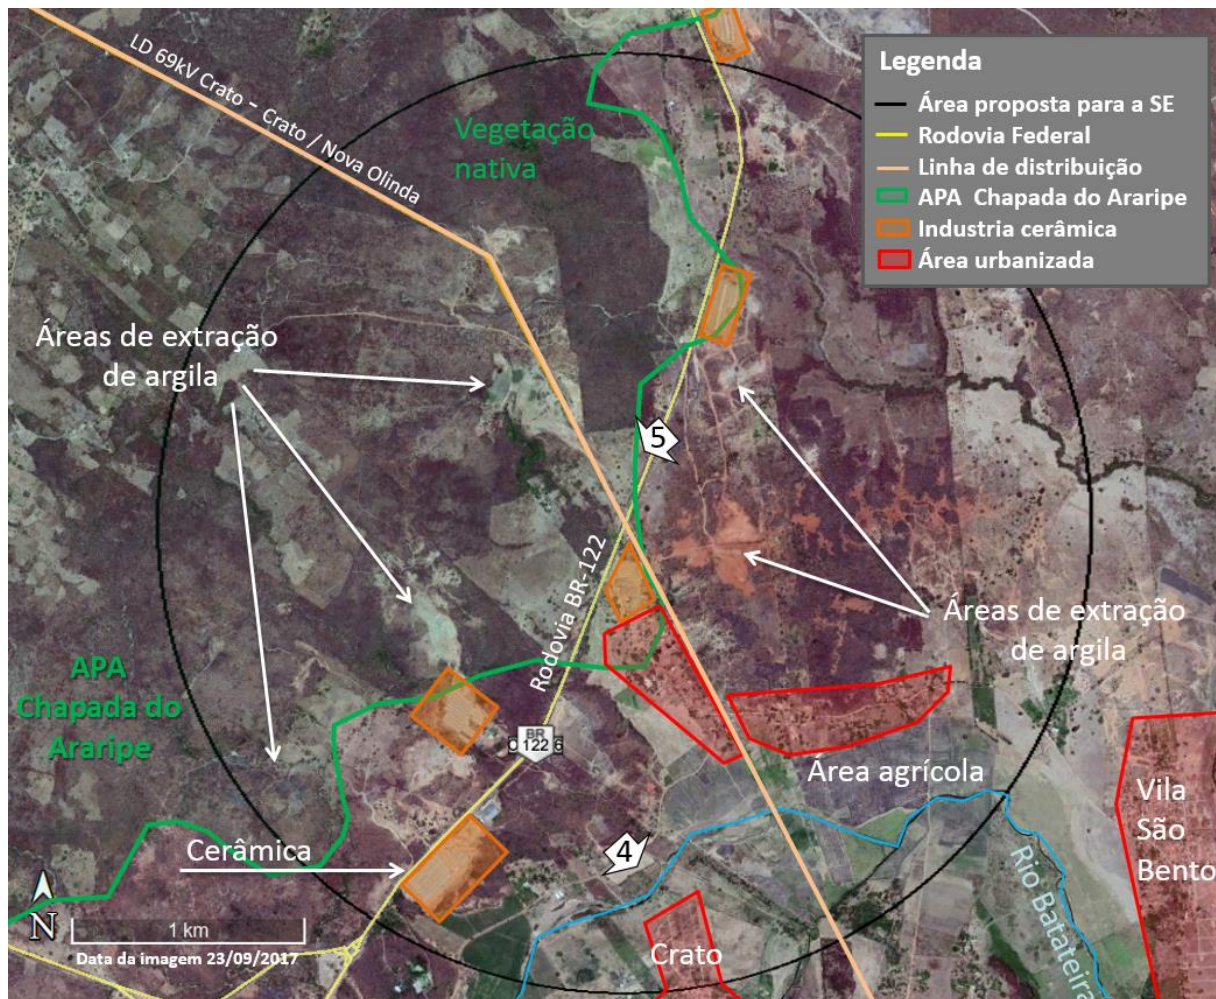 LD 69kV Crato – Crato / Nova Olinda
Vegetação
nativa
Legenda
Área proposta para a SE
Rodovia Federal
Linha de distribuição
APA Chapada do Araripe
Industria cerâmica
Área urbanizada
Áreas de extração
de argila
5
Rodovia BR-122
Áreas de extração
de argila
APA
Chapada do
Araripe
BR
122
Área agrícola
Vila
São
Bento
Cerâmica
4
Rio Batateira
N
1 km
Data da imagem 23/09/2017
Crato